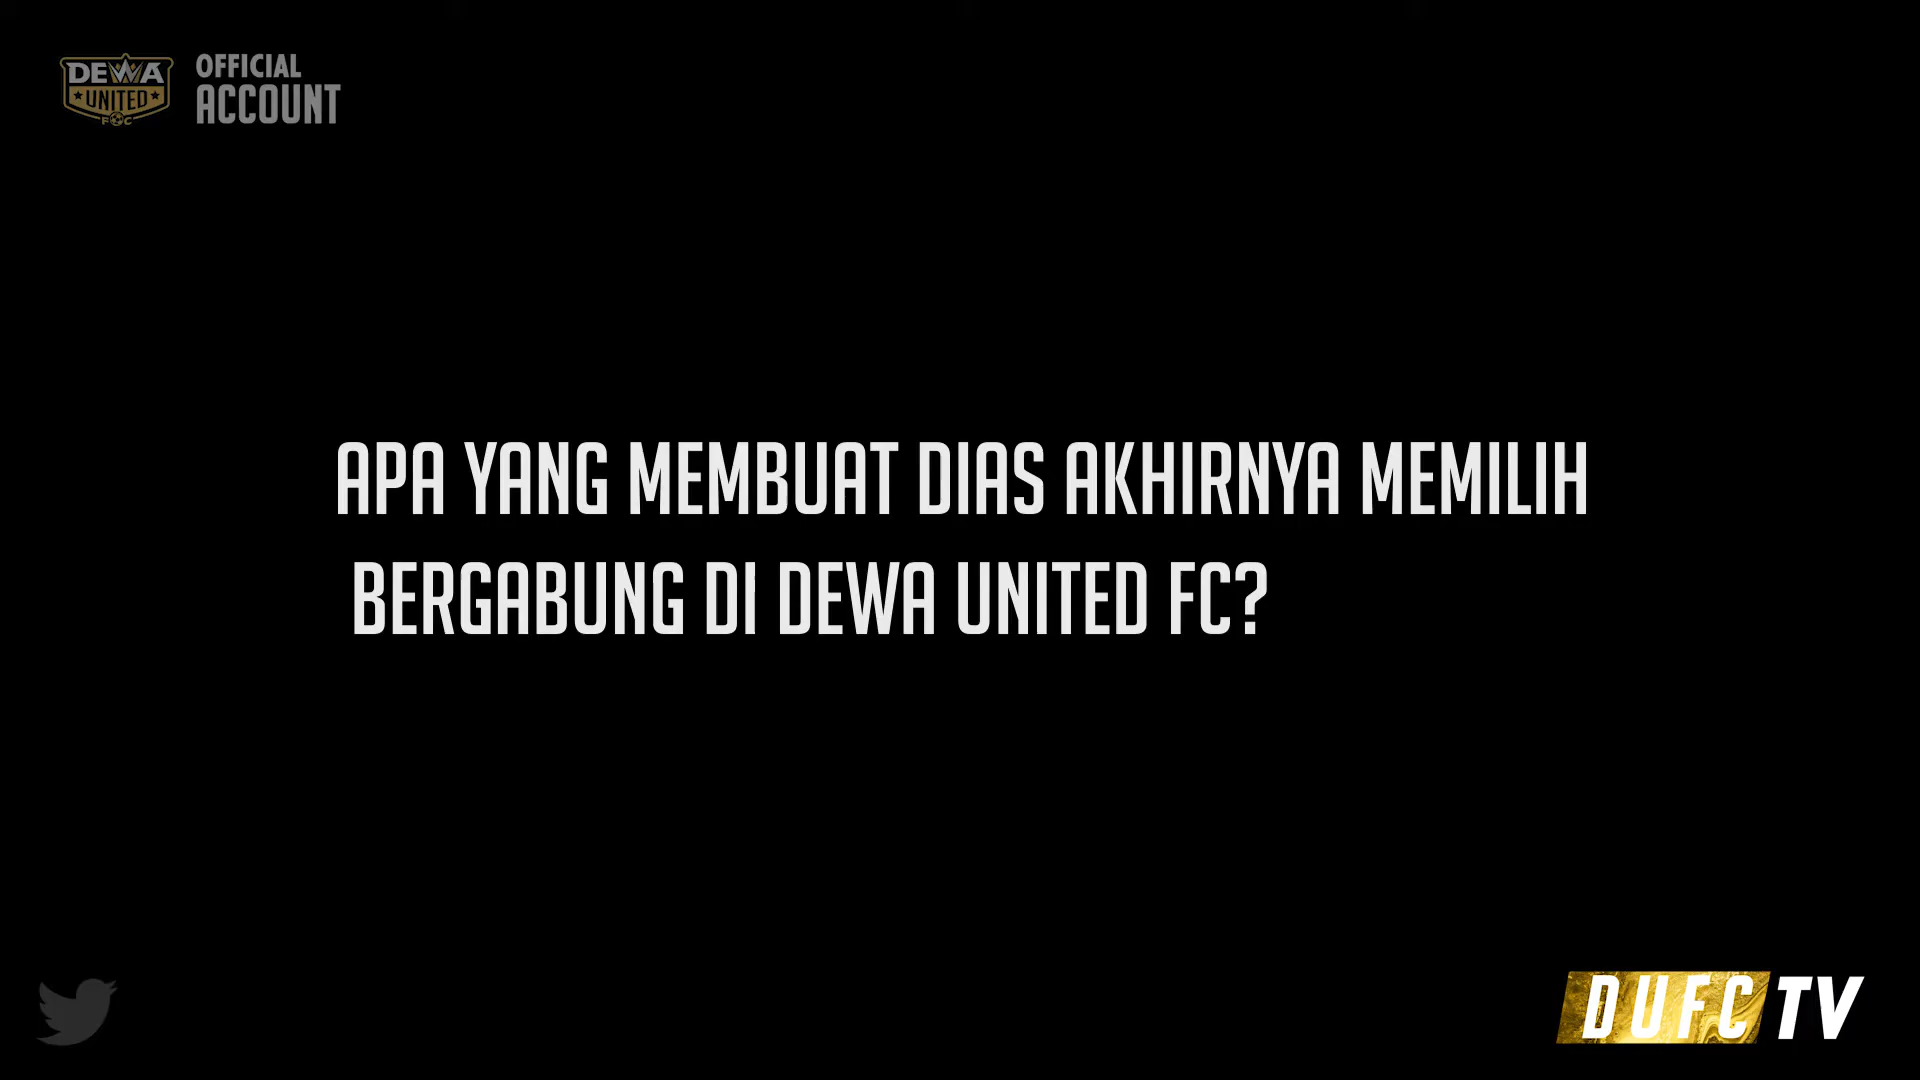 DEWA
UNITED
FC
OFFICIAL
ACCOUNT
APA YANG MEMBUAT DIAS AKHIRNYA MEMILIH
BERGABUNG DI DEWA UNITED FC?
DUFC TV